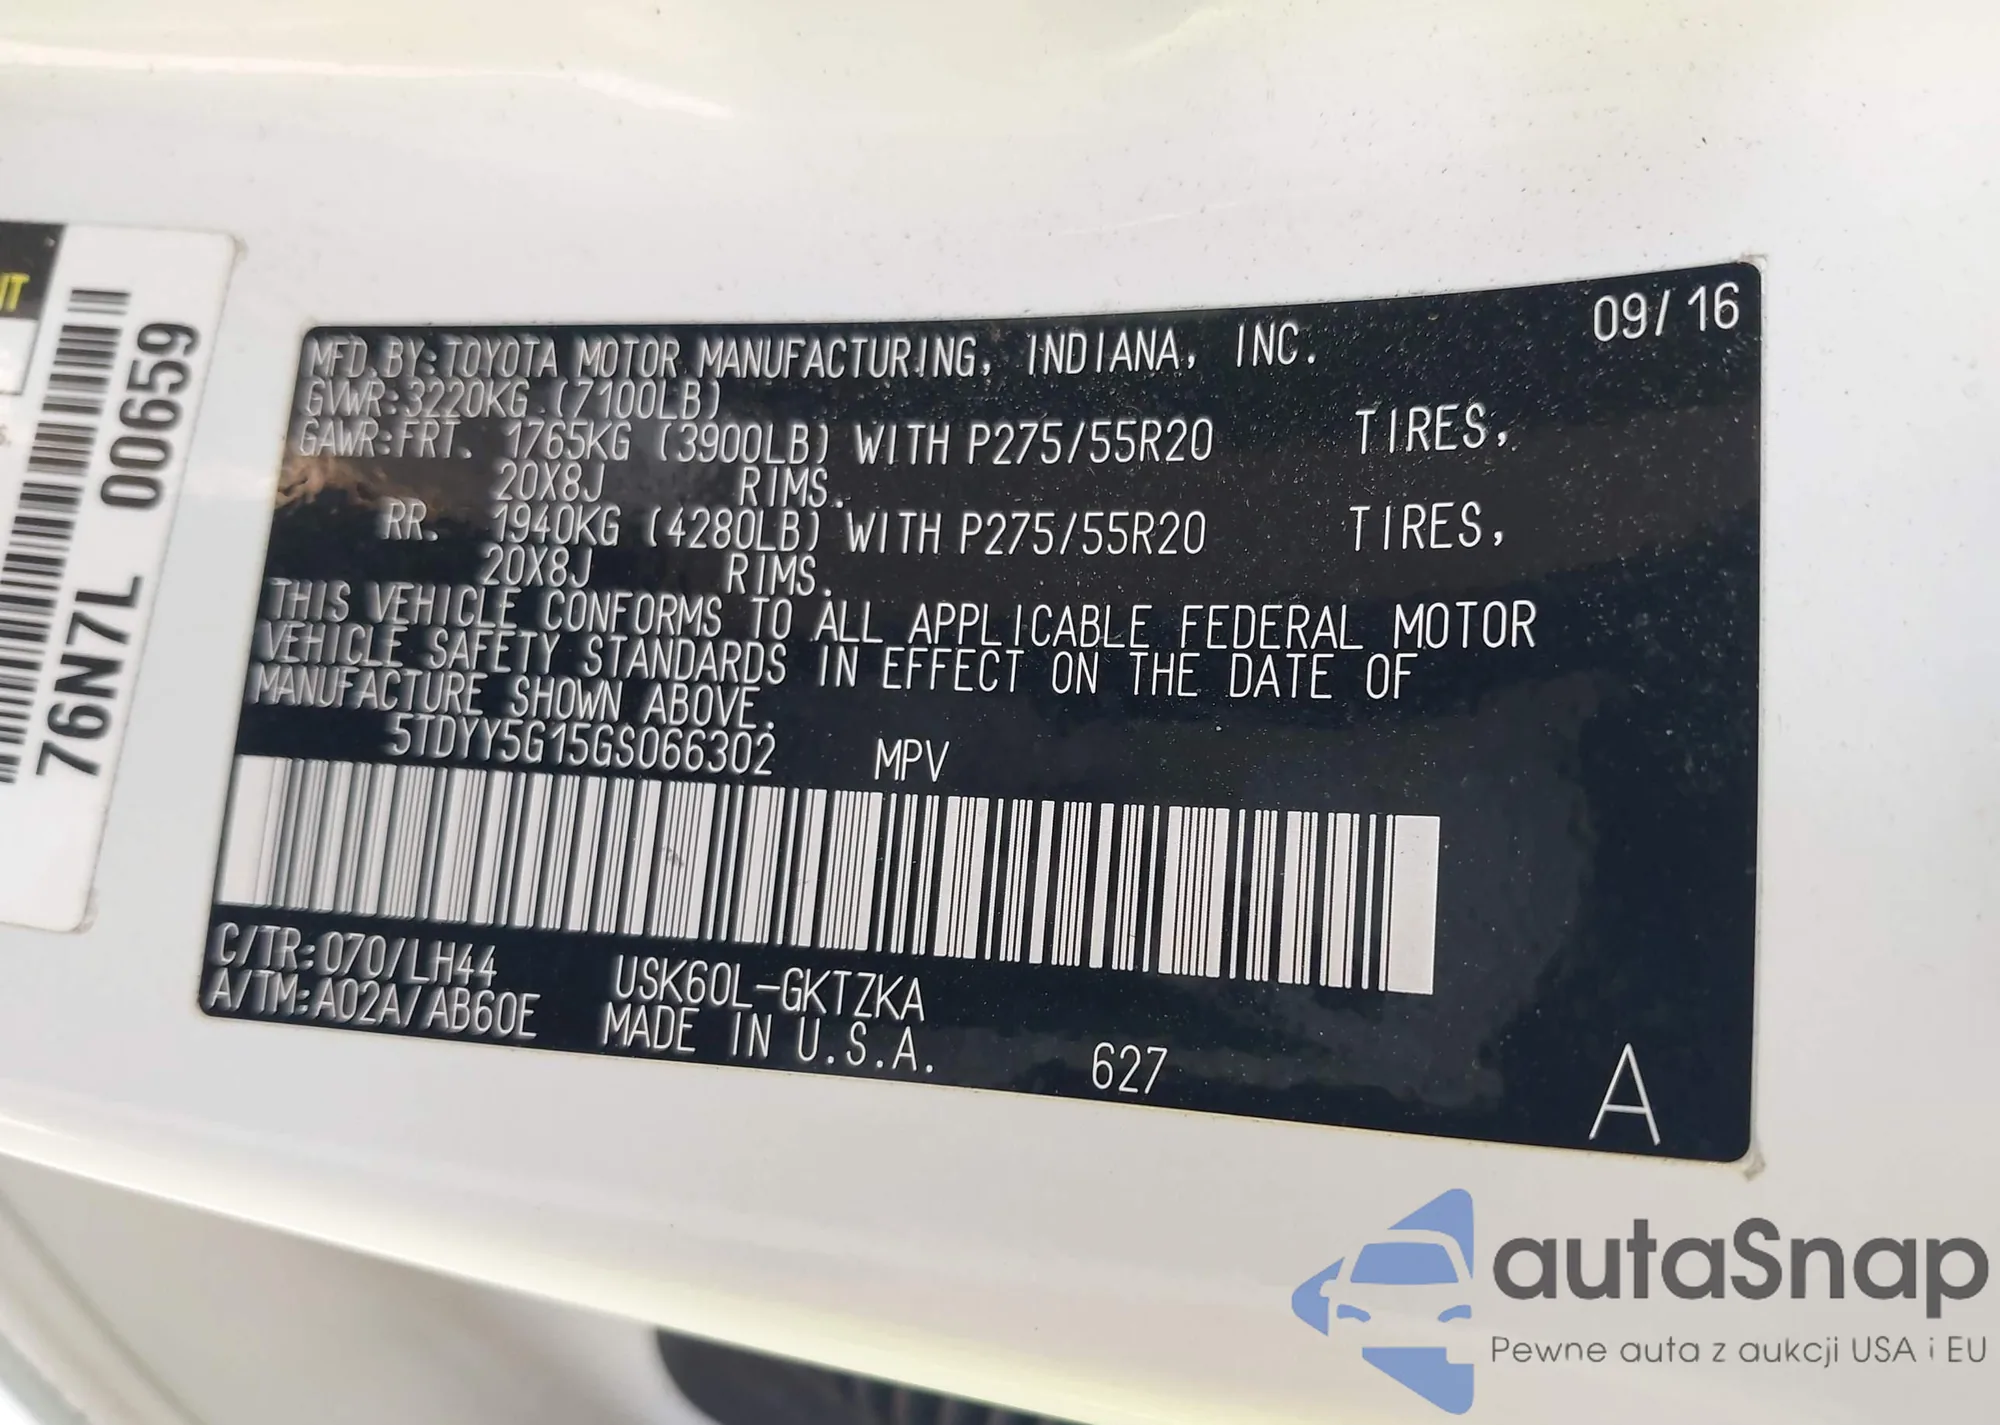 09/16
MFD.BY:TOYOTA MOTOR MANUFACTURING, INDIANA, INC.
GVWR:3220KG (7100LB)
GAWR:FRT. 1765KG (3900LB) WITH P275/55R20 TIRES,
20X8J RIMS.
RR. 1940KG (4280LB) WITH P275/55R20 TIRES,
20X8J RIMS.
THIS VEHICLE CONFORMS TO ALL APPLICABLE FEDERAL MOTOR
VEHICLE SAFETY STANDARDS IN EFFECT ON THE DATE OF
MANUFACTURE SHOWN ABOVE.
5TDYY5G15GS066302 MPV
C/TR:070/LH44 USK60L-GKTZKA
A/TM:A02A/AB60E MADE IN U.S.A. 627 A
76N7L 00659
autaSnap
Pewne auta z aukcji USA i EU